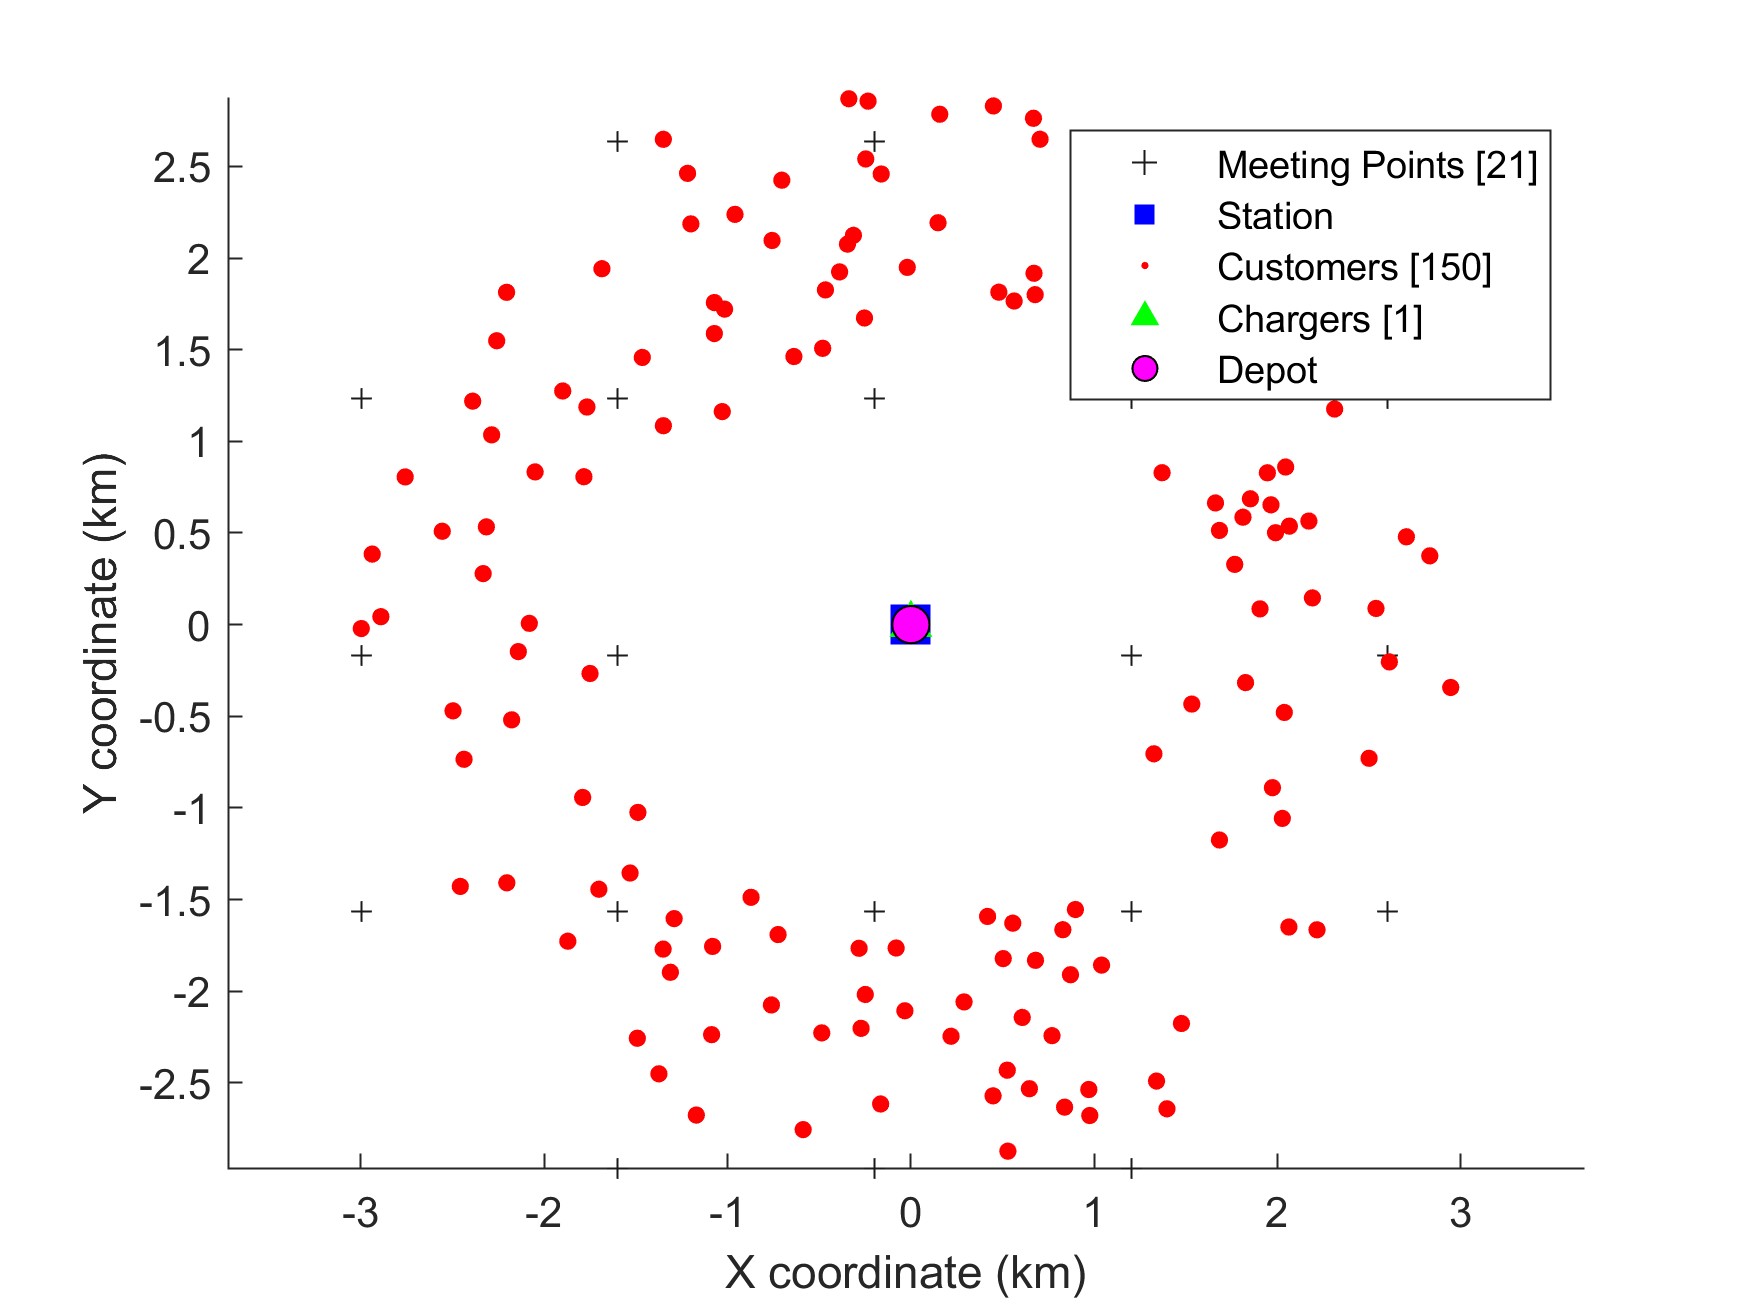 2.5
2
1.5
1
0.5
0
-0.5
-1
-1.5
-2
-2.5
Y coordinate (km)
Meeting Points [21]
Station
Customers [150]
Chargers [1]
Depot
-3 -2 -1 0 1 2 3
X coordinate (km)